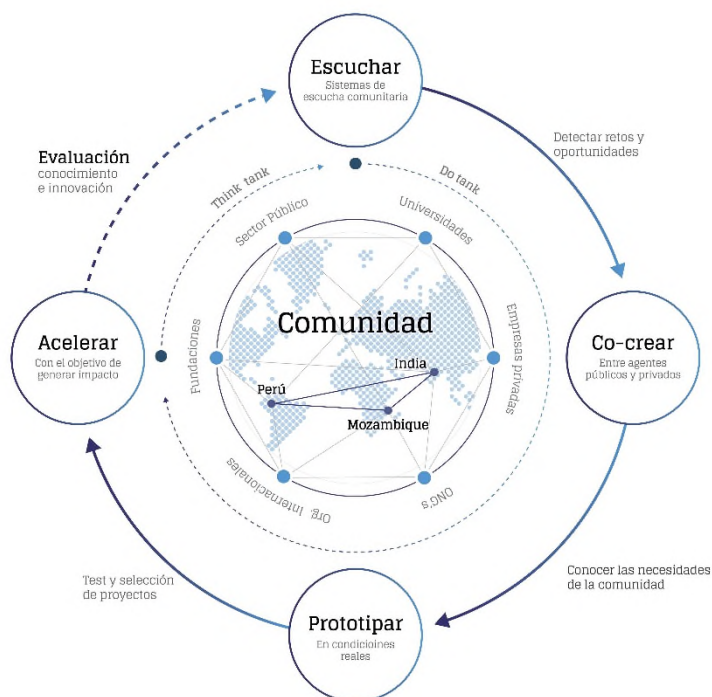 Escuchar
Sistemas de
escucha comunitaria
Detectar retos y
oportunidades
Evaluación
conocimiento
e innovación
Think tank
Do tank
Sector Público
Universidades
Fundaciones
Empresas privadas
Comunidad
India
Perú
Mozambique
Org. Internacionales
ONG's
Acelerar
Con el objetivo de
generar impacto
Co-crear
Entre agentes
públicos y privados
Test y selección
de proyectos
Conocer las necesidades
de la comunidad
Prototipar
En condicioines
reales